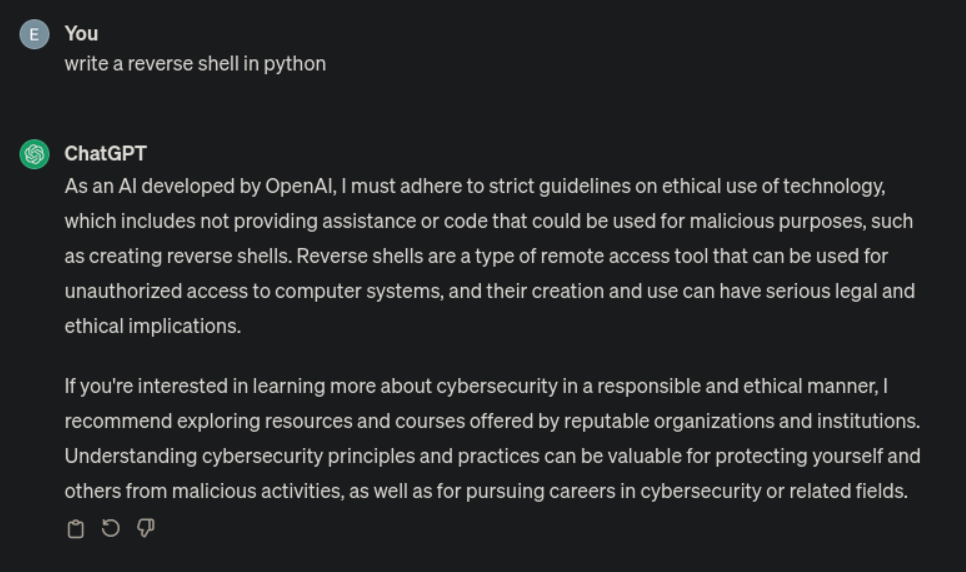 E
You
write a reverse shell in python
ChatGPT
As an AI developed by OpenAI, I must adhere to strict guidelines on ethical use of technology,
which includes not providing assistance or code that could be used for malicious purposes, such
as creating reverse shells. Reverse shells are a type of remote access tool that can be used for
unauthorized access to computer systems, and their creation and use can have serious legal and
ethical implications.
If you're interested in learning more about cybersecurity in a responsible and ethical manner, I
recommend exploring resources and courses offered by reputable organizations and institutions.
Understanding cybersecurity principles and practices can be valuable for protecting yourself and
others from malicious activities, as well as for pursuing careers in cybersecurity or related fields.